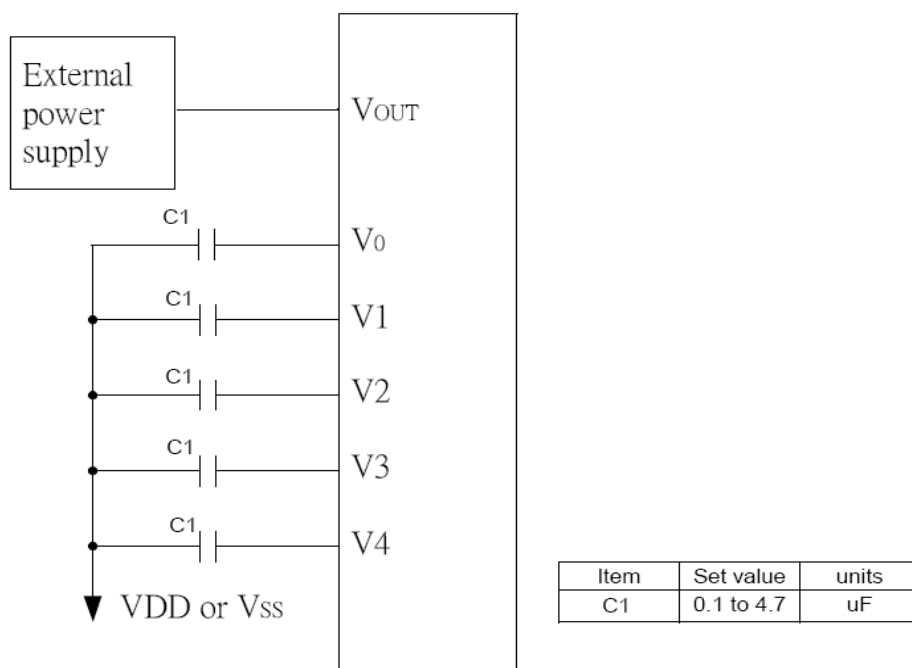 External
power
supply
VOUT
C1
V0
C1
V1
C1
V2
C1
V3
C1
V4
VDD or VSS
Item Set value units
C1 0.1 to 4.7 uF